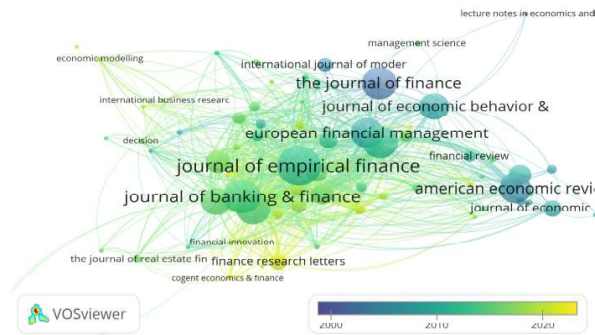 lecture notes in economics and
management science
economic modelling
international journal of moder
the journal of finance
international business researc
journal of economic behavior &
european financial management
decision
financial review
journal of empirical finance
american economic revie
journal of banking & finance
journal of economic
financial innovation
the journal of real estate fin
finance research letters
cogent economics & finance
VOSviewer
2000
2010
2020